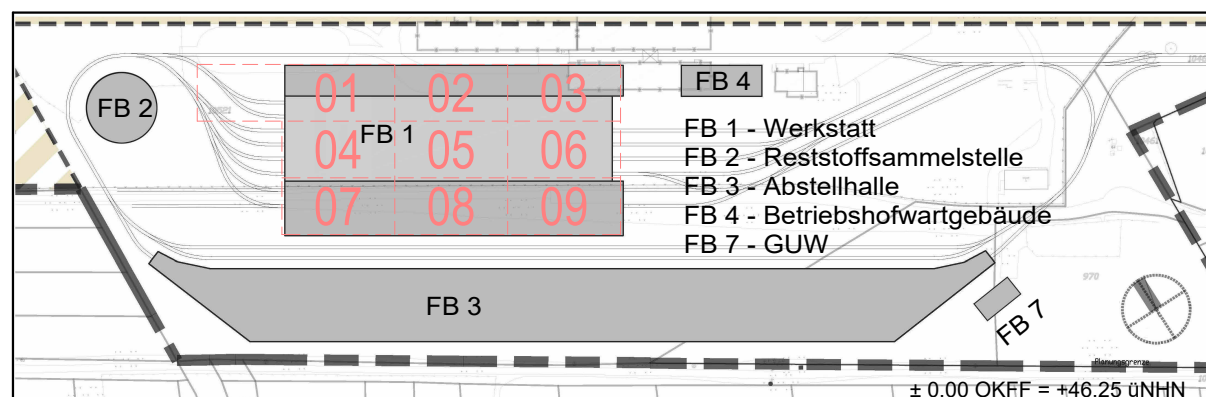 01 02 03
FB 4
FB 2
FB 1
FB 1 - Werkstatt
04 05 06
FB 2 - Reststoffsammelstelle
FB 3 - Abstellhalle
07 08 09
FB 4 - Betriebshofwartgebäude
FB 7 - GUW
970
FB 3
FB 7
Planungsgrenze
± 0.00 OKFF = +46.25 üNHN